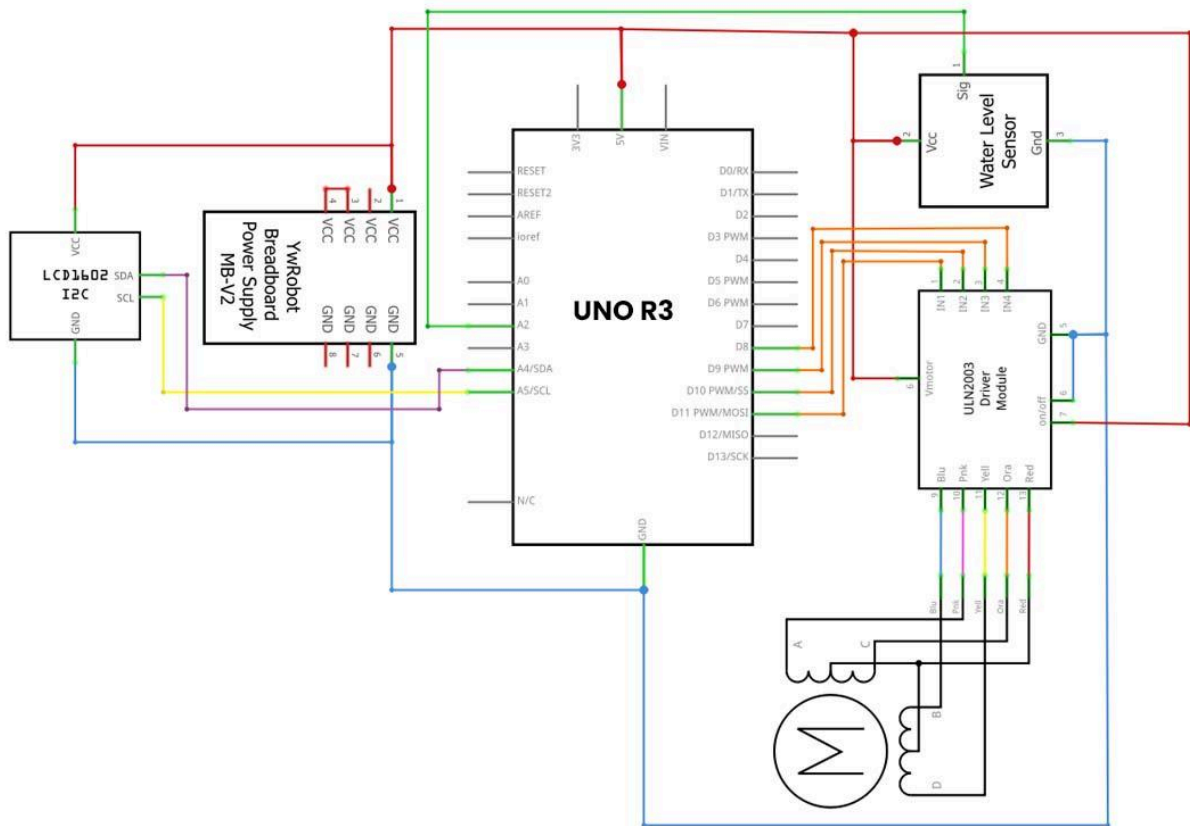 LCD1602
I2C
VCC
GND
SDA
SCL
YwRobot
Breadboard
Power Supply
MB-V2
4
3
2
1
VCC
VCC
VCC
VCC
GND
GND
GND
GND
8
7
6
5
UNO R3
3V3
5V
VIN
RESET
RESET2
AREF
ioref
A0
A1
A2
A3
A4/SDA
A5/SCL
N/C
D0/RX
D1/TX
D2
D3 PWM
D4
D5 PWM
D6 PWM
D7
D8
D9 PWM
D10 PWM/SS
D11 PWM/MOSI
D12/MISO
D13/SCK
GND
Water Level
Sensor
1
Sig
2
Vcc
Gnd
3
ULN2003
Driver
Module
1
2
3
4
IN1
IN2
IN3
IN4
GND
5
Vmotor
6
on/off
6
7
Blu
Pnk
Yell
Ora
Red
9
10
11
12
13
Blu
Pnk
Yell
Ora
Red
A
C
B
D
M